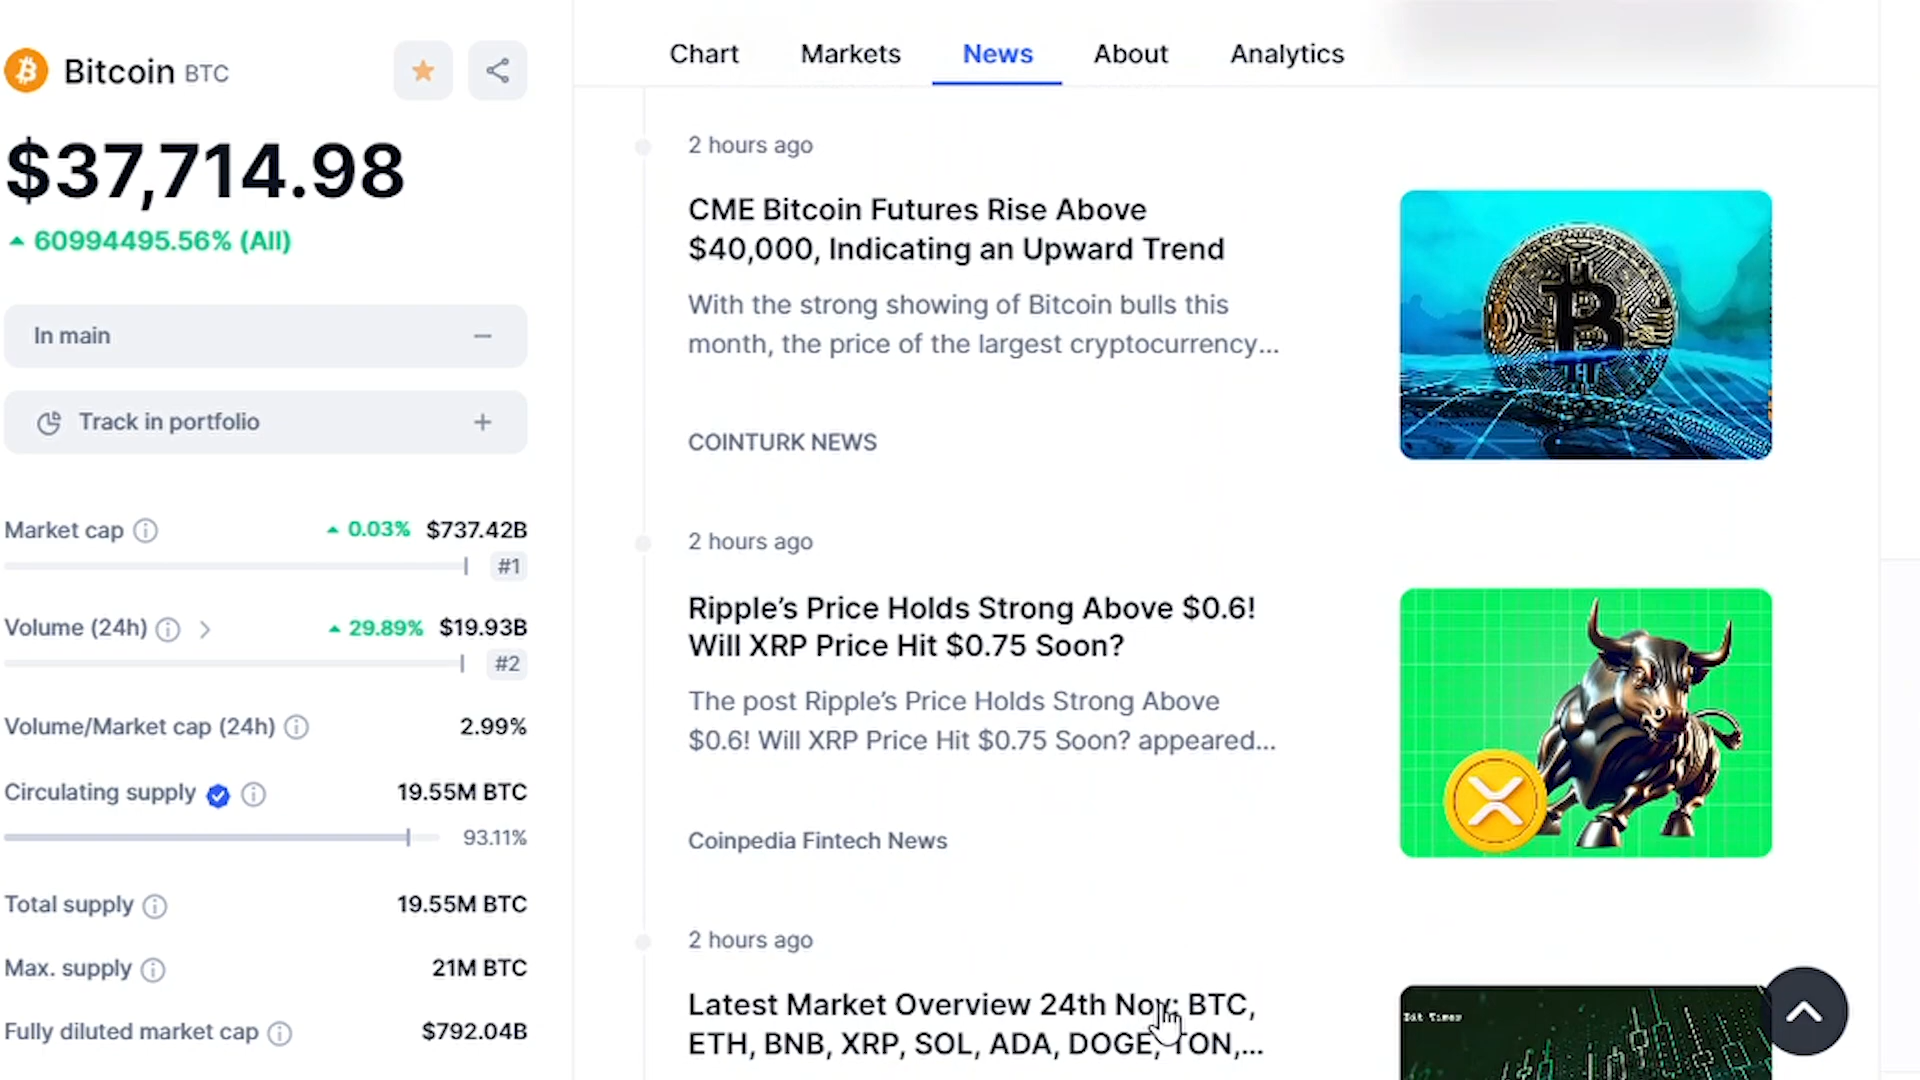 Bitcoin BTC
$37,714.98
60994495.56% (All)
In main
Track in portfolio
Market cap 0.03% $737.42B
#1
Volume (24h) 29.89% $19.93B
#2
Volume/Market cap (24h) 2.99%
Circulating supply 19.55M BTC
93.11%
Total supply 19.55M BTC
Max. supply 21M BTC
Fully diluted market cap $792.04B
Chart Markets News About Analytics
2 hours ago
CME Bitcoin Futures Rise Above
$40,000, Indicating an Upward Trend
With the strong showing of Bitcoin bulls this
month, the price of the largest cryptocurrency...
COINTURK NEWS
2 hours ago
Ripple’s Price Holds Strong Above $0.6!
Will XRP Price Hit $0.75 Soon?
The post Ripple’s Price Holds Strong Above
$0.6! Will XRP Price Hit $0.75 Soon? appeared...
Coinpedia Fintech News
2 hours ago
Latest Market Overview 24th Nov: BTC,
ETH, BNB, XRP, SOL, ADA, DOGE, TON,...
Times